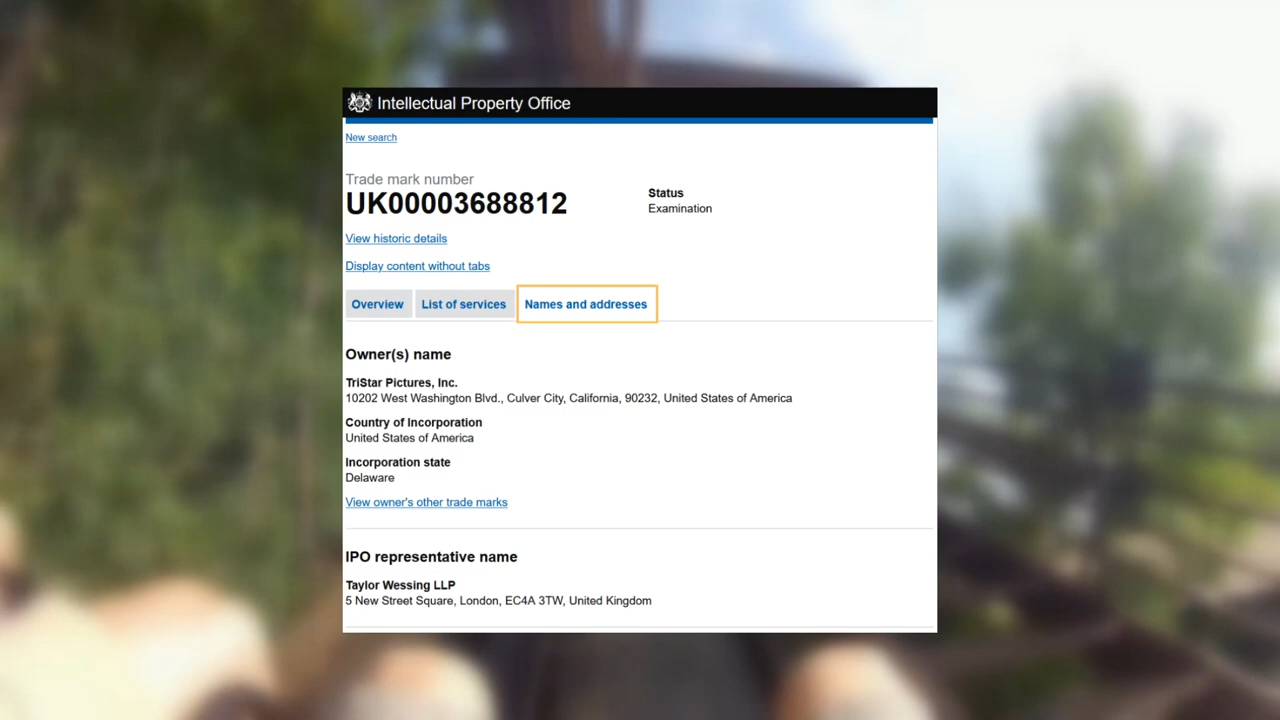 Intellectual Property Office
New search
Trade mark number
UK00003688812
Status
Examination
View historic details
Display content without tabs
Overview
List of services
Names and addresses
Owner(s) name
TriStar Pictures, Inc.
10202 West Washington Blvd., Culver City, California, 90232, United States of America
Country of Incorporation
United States of America
Incorporation state
Delaware
View owner's other trade marks
IPO representative name
Taylor Wessing LLP
5 New Street Square, London, EC4A 3TW, United Kingdom